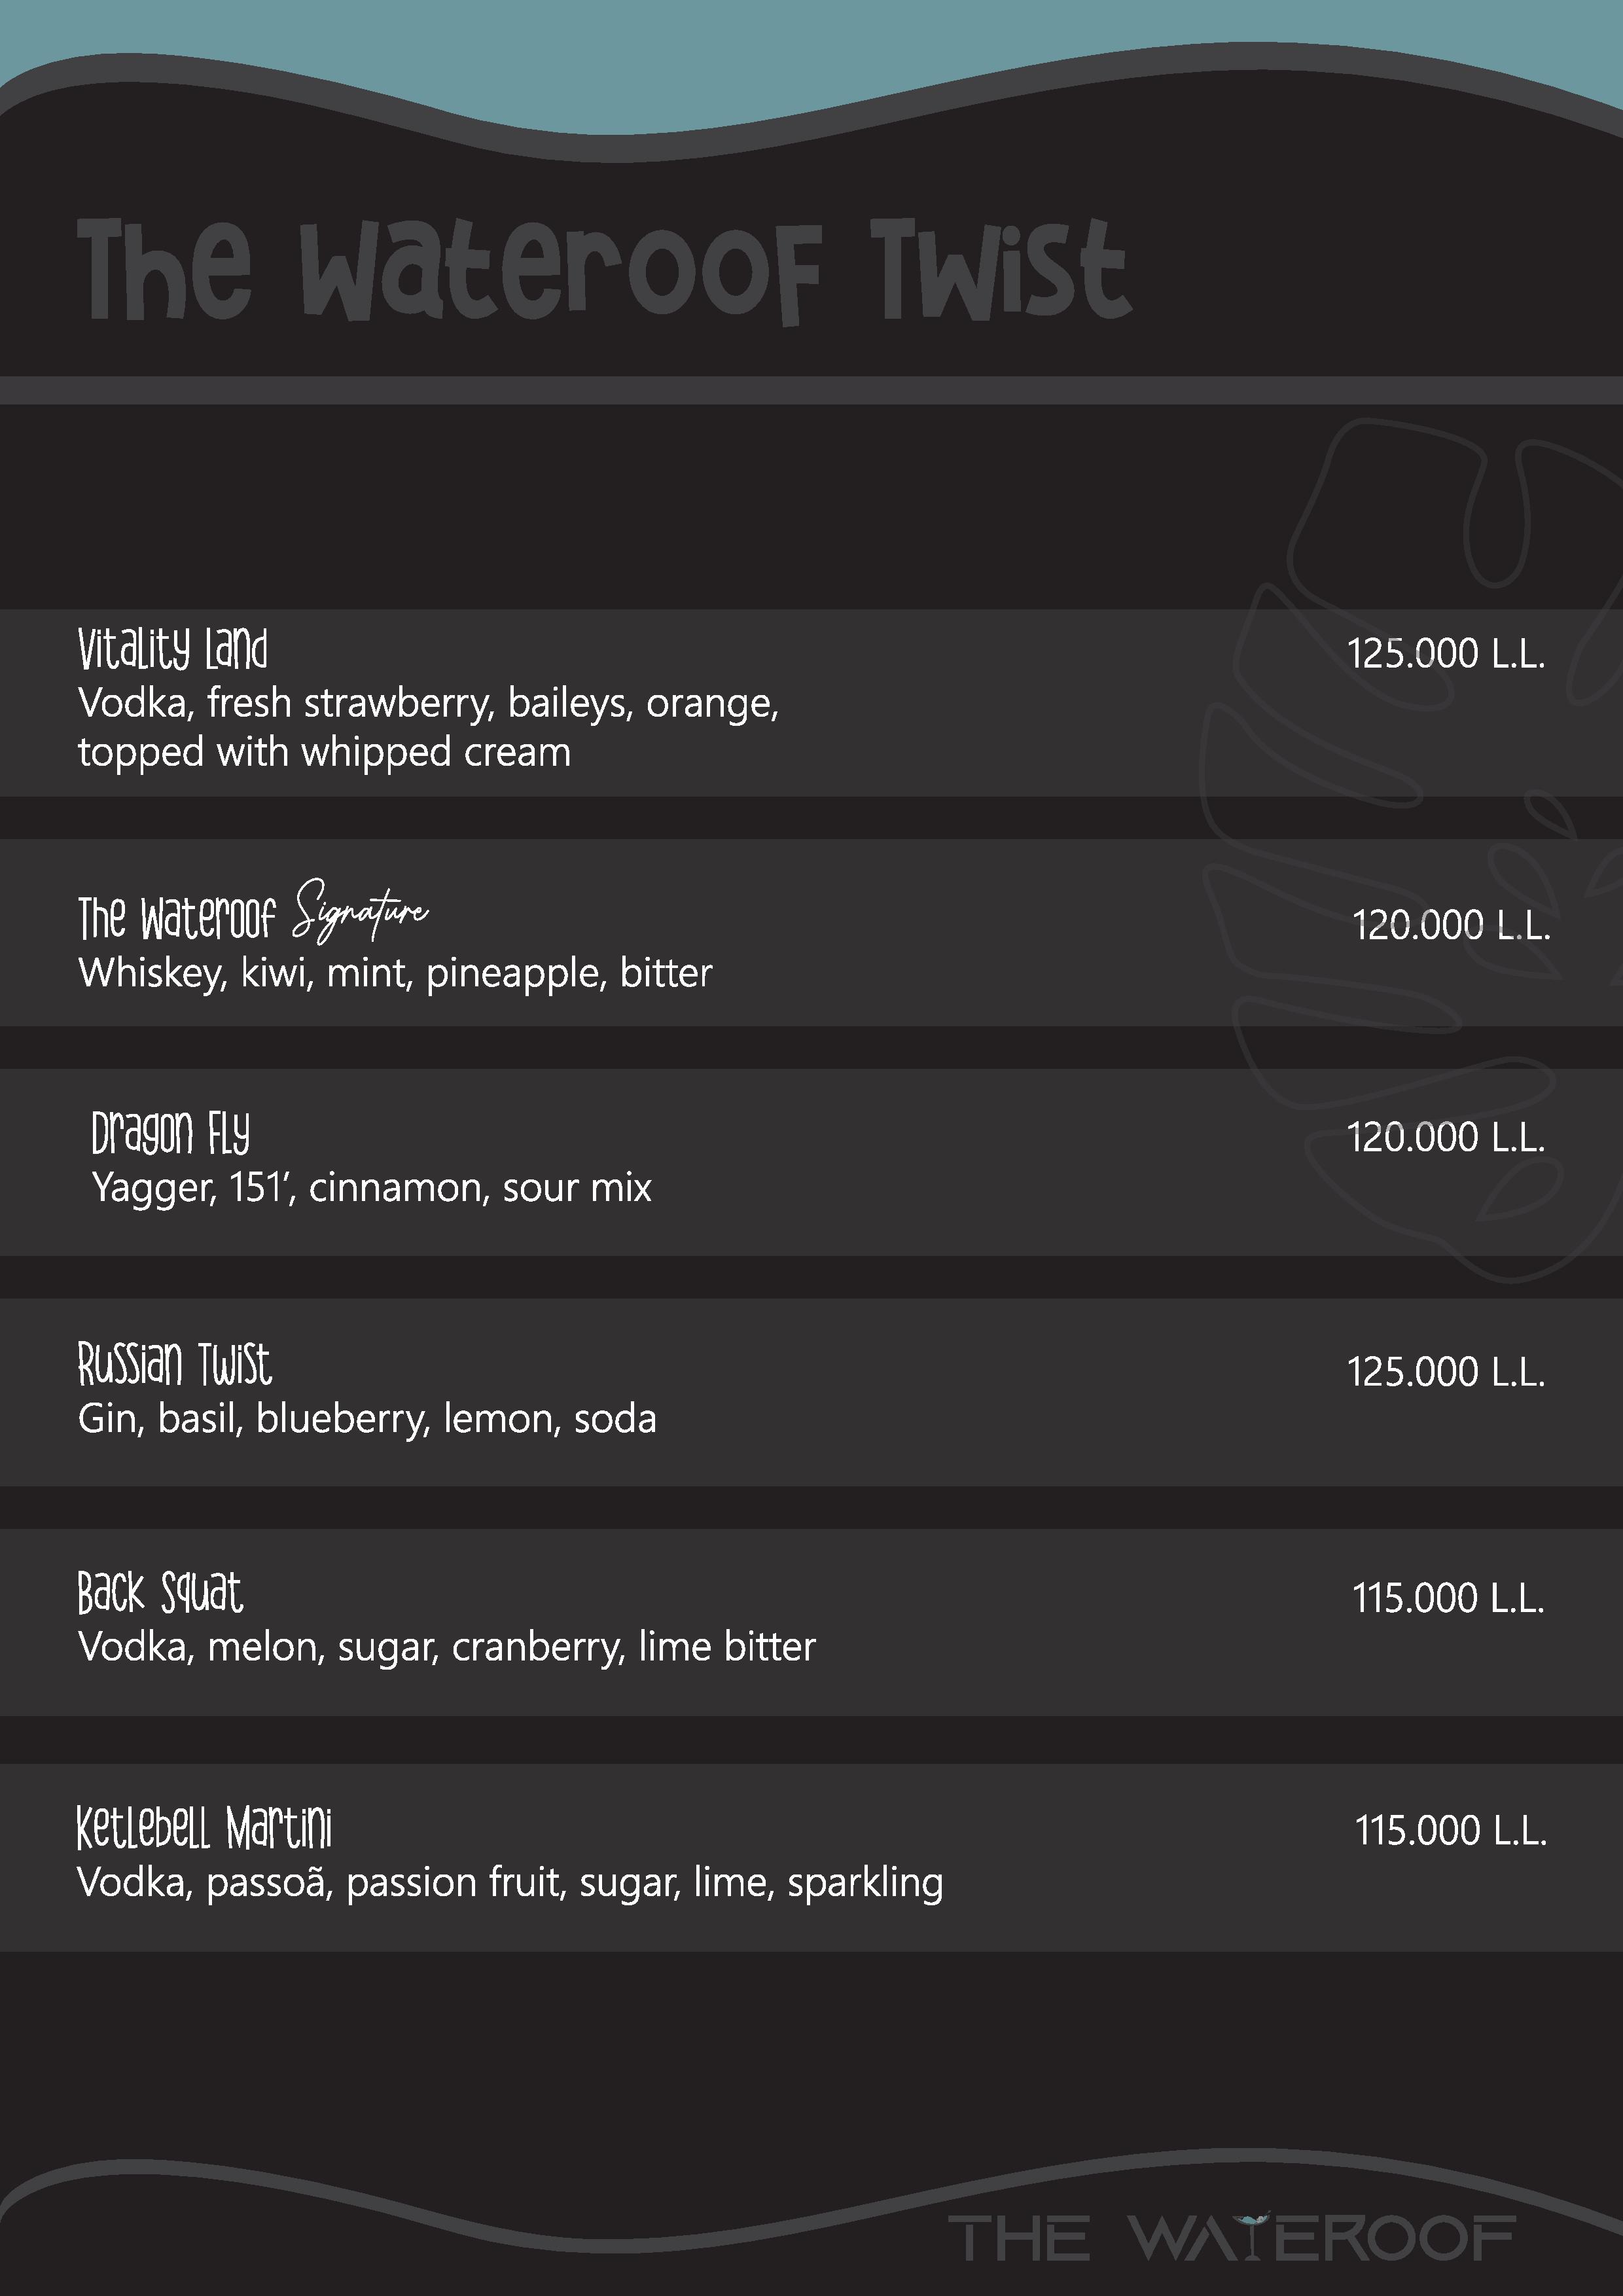 The Wateroof Twist
Vitality Land 125.000 L.L.
Vodka, fresh strawberry, baileys, orange,
topped with whipped cream
The Wateroof Signature 120.000 L.L.
Whiskey, kiwi, mint, pineapple, bitter
Dragon Fly 120.000 L.L.
Yagger, 151’, cinnamon, sour mix
Russian Twist 125.000 L.L.
Gin, basil, blueberry, lemon, soda
Back Squat 115.000 L.L.
Vodka, melon, sugar, cranberry, lime bitter
Ketlebell Martini 115.000 L.L.
Vodka, passoã, passion fruit, sugar, lime, sparkling
THE WATEROOF